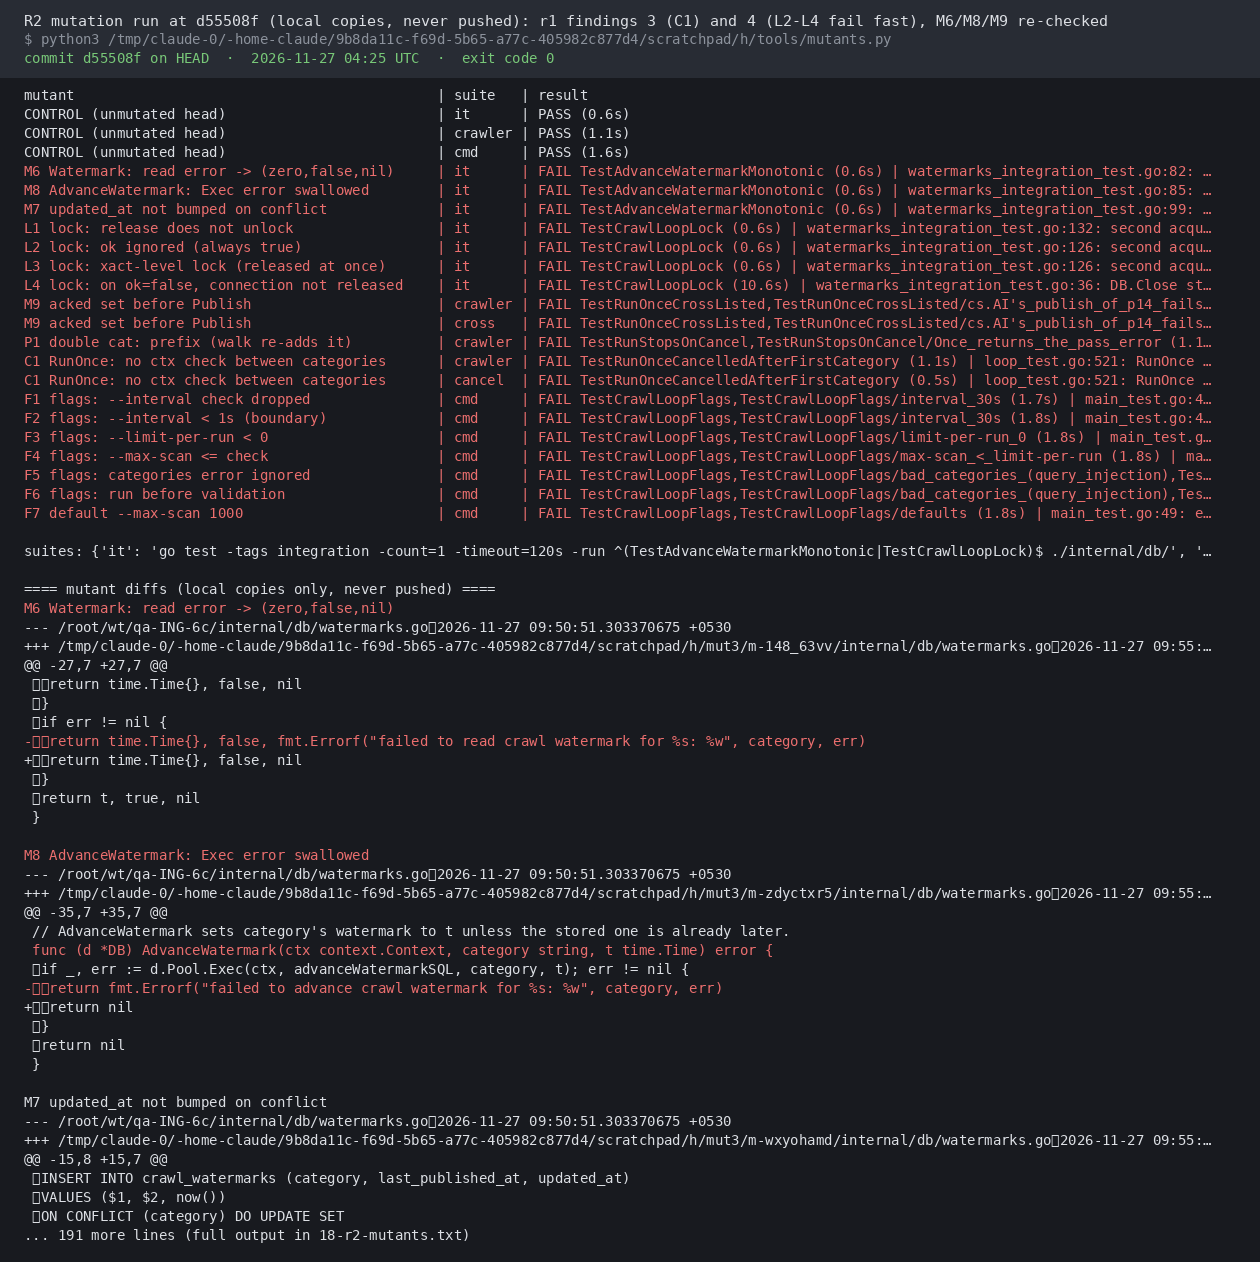 R2 mutation run at d55508f (local copies, never pushed): r1 findings 3 (C1) and 4 (L2-L4 fail fast), M6/M8/M9 re-checked
$ python3 /tmp/claude-0/-home-claude/9b8da11c-f69d-5b65-a77c-405982c877d4/scratchpad/h/tools/mutants.py
commit d55508f on HEAD  ·  2026-11-27 04:25 UTC  ·  exit code 0
mutant                                            | suite   | result
CONTROL (unmutated head)                          | it      | PASS (0.6s)
CONTROL (unmutated head)                          | crawler | PASS (1.1s)
CONTROL (unmutated head)                          | cmd     | PASS (1.6s)
M6 Watermark: read error -> (zero,false,nil)      | it      | FAIL TestAdvanceWatermarkMonotonic (0.6s) | watermarks_integration_test.go:82: …
M8 AdvanceWatermark: Exec error swallowed         | it      | FAIL TestAdvanceWatermarkMonotonic (0.6s) | watermarks_integration_test.go:85: …
M7 updated_at not bumped on conflict              | it      | FAIL TestAdvanceWatermarkMonotonic (0.6s) | watermarks_integration_test.go:99: …
L1 lock: release does not unlock                  | it      | FAIL TestCrawlLoopLock (0.6s) | watermarks_integration_test.go:132: second acqu…
L2 lock: ok ignored (always true)                 | it      | FAIL TestCrawlLoopLock (0.6s) | watermarks_integration_test.go:126: second acqu…
L3 lock: xact-level lock (released at once)       | it      | FAIL TestCrawlLoopLock (0.6s) | watermarks_integration_test.go:126: second acqu…
L4 lock: on ok=false, connection not released     | it      | FAIL TestCrawlLoopLock (10.6s) | watermarks_integration_test.go:36: DB.Close st…
M9 acked set before Publish                       | crawler | FAIL TestRunOnceCrossListed,TestRunOnceCrossListed/cs.AI's_publish_of_p14_fails…
M9 acked set before Publish                       | cross   | FAIL TestRunOnceCrossListed,TestRunOnceCrossListed/cs.AI's_publish_of_p14_fails…
P1 double cat: prefix (walk re-adds it)           | crawler | FAIL TestRunStopsOnCancel,TestRunStopsOnCancel/Once_returns_the_pass_error (1.1…
C1 RunOnce: no ctx check between categories       | crawler | FAIL TestRunOnceCancelledAfterFirstCategory (1.1s) | loop_test.go:521: RunOnce …
C1 RunOnce: no ctx check between categories       | cancel  | FAIL TestRunOnceCancelledAfterFirstCategory (0.5s) | loop_test.go:521: RunOnce …
F1 flags: --interval check dropped                | cmd     | FAIL TestCrawlLoopFlags,TestCrawlLoopFlags/interval_30s (1.7s) | main_test.go:4…
F2 flags: --interval < 1s (boundary)              | cmd     | FAIL TestCrawlLoopFlags,TestCrawlLoopFlags/interval_30s (1.8s) | main_test.go:4…
F3 flags: --limit-per-run < 0                     | cmd     | FAIL TestCrawlLoopFlags,TestCrawlLoopFlags/limit-per-run_0 (1.8s) | main_test.g…
F4 flags: --max-scan <= check                     | cmd     | FAIL TestCrawlLoopFlags,TestCrawlLoopFlags/max-scan_<_limit-per-run (1.8s) | ma…
F5 flags: categories error ignored                | cmd     | FAIL TestCrawlLoopFlags,TestCrawlLoopFlags/bad_categories_(query_injection),Tes…
F6 flags: run before validation                   | cmd     | FAIL TestCrawlLoopFlags,TestCrawlLoopFlags/bad_categories_(query_injection),Tes…
F7 default --max-scan 1000                        | cmd     | FAIL TestCrawlLoopFlags,TestCrawlLoopFlags/defaults (1.8s) | main_test.go:49: e…
suites: {'it': 'go test -tags integration -count=1 -timeout=120s -run ^(TestAdvanceWatermarkMonotonic|TestCrawlLoopLock)$ ./internal/db/', '…
==== mutant diffs (local copies only, never pushed) ====
M6 Watermark: read error -> (zero,false,nil)
--- /root/wt/qa-ING-6c/internal/db/watermarks.go	2026-11-27 09:50:51.303370675 +0530
+++ /tmp/claude-0/-home-claude/9b8da11c-f69d-5b65-a77c-405982c877d4/scratchpad/h/mut3/m-148_63vv/internal/db/watermarks.go	2026-11-27 09:55:…
@@ -27,7 +27,7 @@
 		return time.Time{}, false, nil
 	}
 	if err != nil {
-		return time.Time{}, false, fmt.Errorf("failed to read crawl watermark for %s: %w", category, err)
+		return time.Time{}, false, nil
 	}
 	return t, true, nil
 }
M8 AdvanceWatermark: Exec error swallowed
--- /root/wt/qa-ING-6c/internal/db/watermarks.go	2026-11-27 09:50:51.303370675 +0530
+++ /tmp/claude-0/-home-claude/9b8da11c-f69d-5b65-a77c-405982c877d4/scratchpad/h/mut3/m-zdyctxr5/internal/db/watermarks.go	2026-11-27 09:55:…
@@ -35,7 +35,7 @@
 // AdvanceWatermark sets category's watermark to t unless the stored one is already later.
 func (d *DB) AdvanceWatermark(ctx context.Context, category string, t time.Time) error {
 	if _, err := d.Pool.Exec(ctx, advanceWatermarkSQL, category, t); err != nil {
-		return fmt.Errorf("failed to advance crawl watermark for %s: %w", category, err)
+		return nil
 	}
 	return nil
 }
M7 updated_at not bumped on conflict
--- /root/wt/qa-ING-6c/internal/db/watermarks.go	2026-11-27 09:50:51.303370675 +0530
+++ /tmp/claude-0/-home-claude/9b8da11c-f69d-5b65-a77c-405982c877d4/scratchpad/h/mut3/m-wxyohamd/internal/db/watermarks.go	2026-11-27 09:55:…
@@ -15,8 +15,7 @@
 	INSERT INTO crawl_watermarks (category, last_published_at, updated_at)
 	VALUES ($1, $2, now())
 	ON CONFLICT (category) DO UPDATE SET
... 191 more lines (full output in 18-r2-mutants.txt)